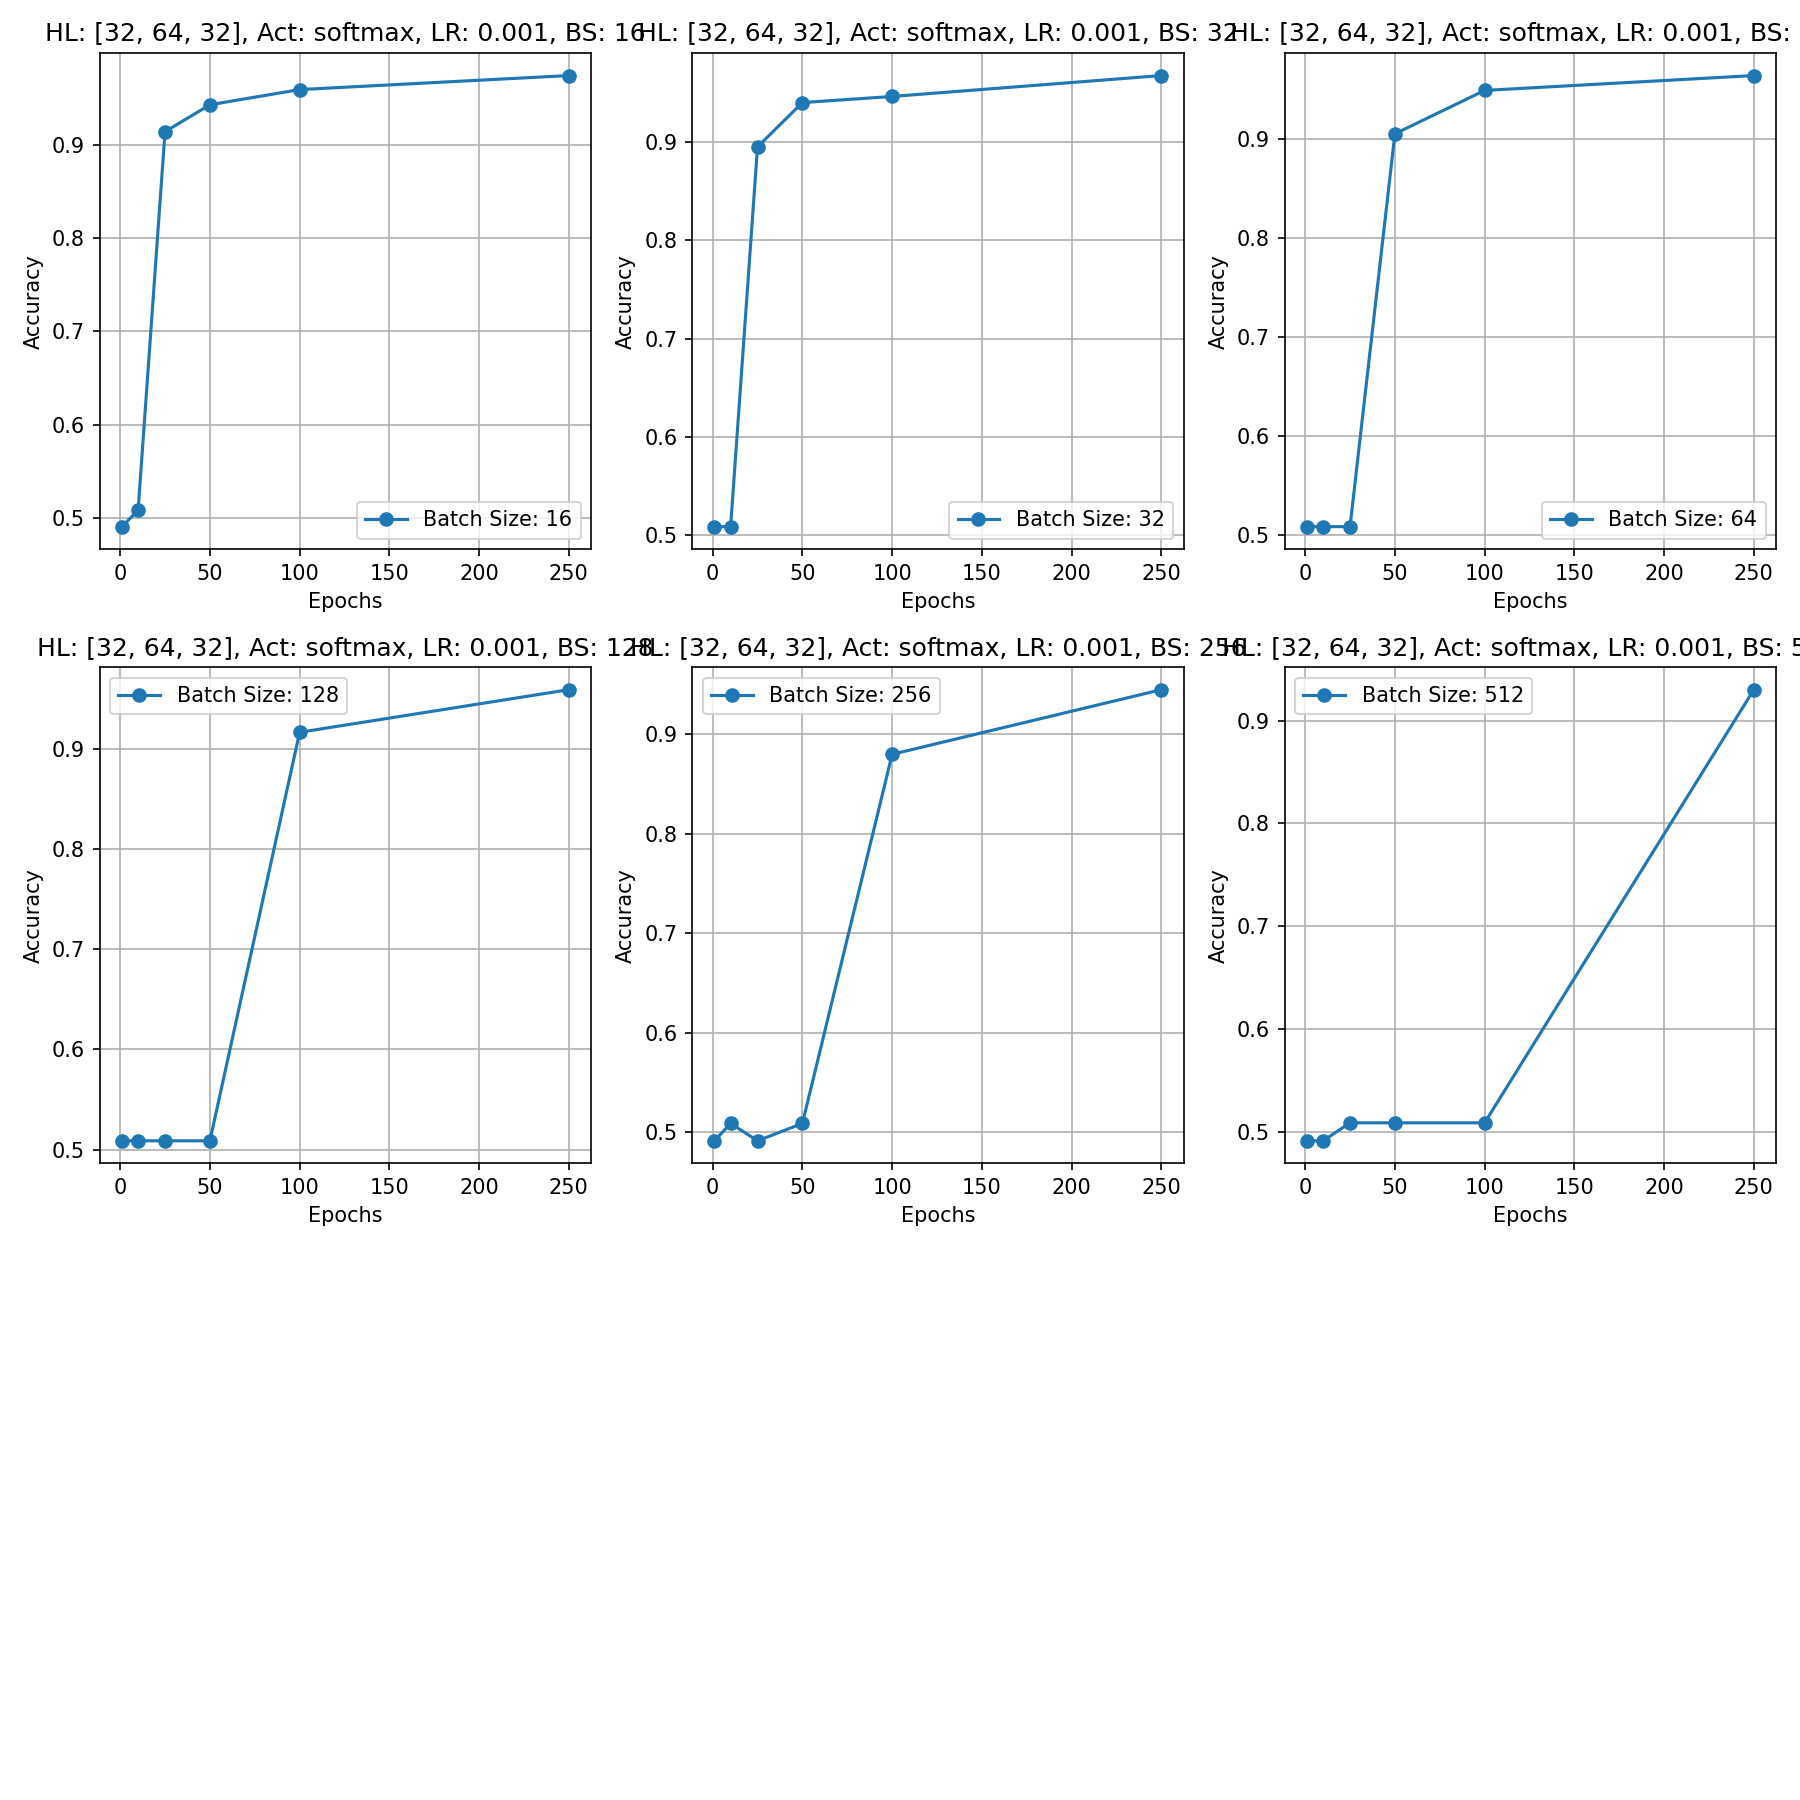 HL: [32, 64, 32], Act: softmax, LR: 0.001, BS: 16
0.9
0.8
0.7
0.6
0.5
Accuracy
Batch Size: 16
0 50 100 150 200 250
Epochs
HL: [32, 64, 32], Act: softmax, LR: 0.001, BS: 32
0.9
0.8
0.7
0.6
0.5
Accuracy
Batch Size: 32
0 50 100 150 200 250
Epochs
HL: [32, 64, 32], Act: softmax, LR: 0.001, BS:
0.9
0.8
0.7
0.6
0.5
Accuracy
Batch Size: 64
0 50 100 150 200 250
Epochs
HL: [32, 64, 32], Act: softmax, LR: 0.001, BS: 128
Batch Size: 128
0.9
0.8
0.7
0.6
0.5
Accuracy
0 50 100 150 200 250
Epochs
HL: [32, 64, 32], Act: softmax, LR: 0.001, BS: 256
Batch Size: 256
0.9
0.8
0.7
0.6
0.5
Accuracy
0 50 100 150 200 250
Epochs
HL: [32, 64, 32], Act: softmax, LR: 0.001, BS: 5
Batch Size: 512
0.9
0.8
0.7
0.6
0.5
Accuracy
0 50 100 150 200 250
Epochs